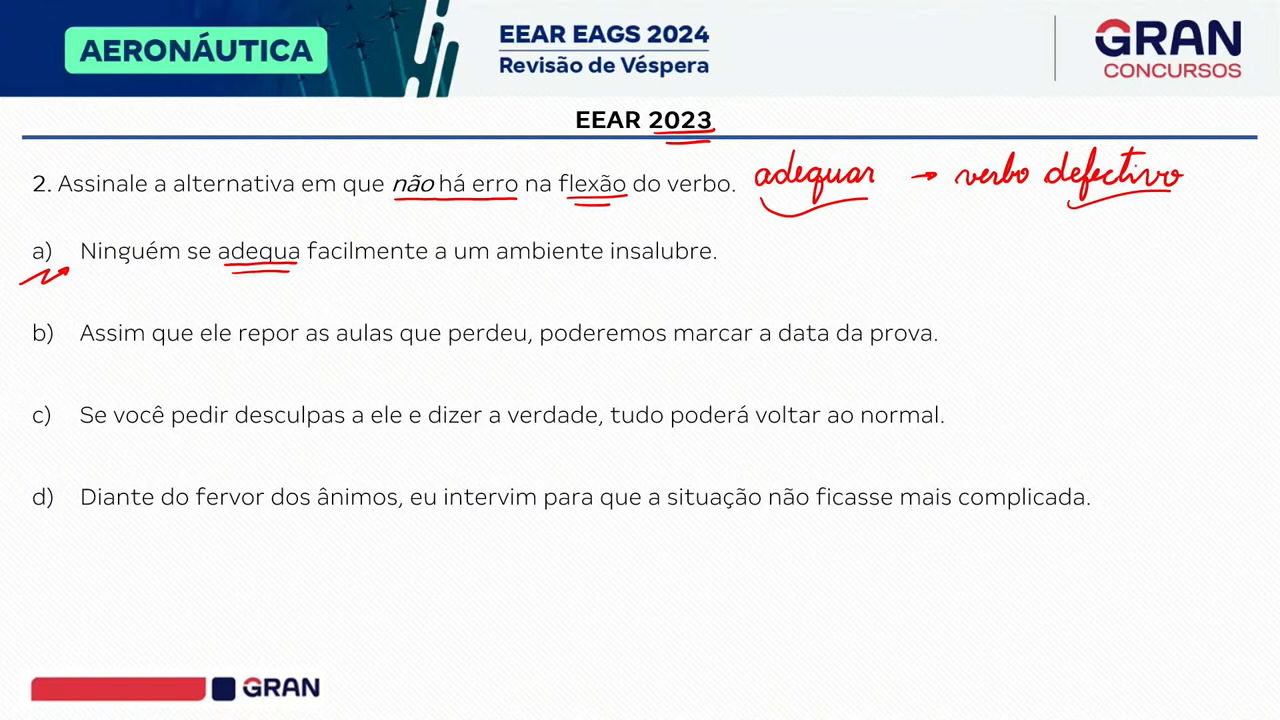 AERONÁUTICA
EEAR EAGS 2024
Revisão de Véspera
GRAN
CONCURSOS
EEAR 2023
2. Assinale a alternativa em que não há erro na flexão do verbo. adequar → verbo defectivo
a) Ninguém se adequa facilmente a um ambiente insalubre.
b) Assim que ele repor as aulas que perdeu, poderemos marcar a data da prova.
c) Se você pedir desculpas a ele e dizer a verdade, tudo poderá voltar ao normal.
d) Diante do fervor dos ânimos, eu intervim para que a situação não ficasse mais complicada.
GRAN